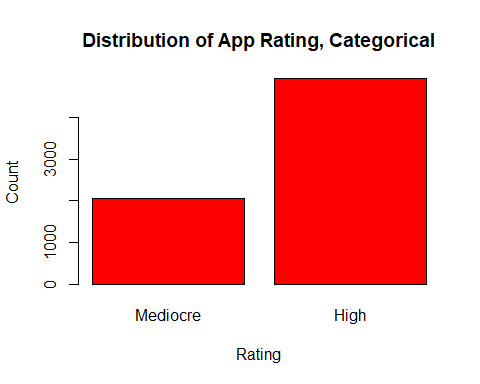 Distribution of App Rating, Categorical
Count
3000
1000
0
Mediocre
High
Rating